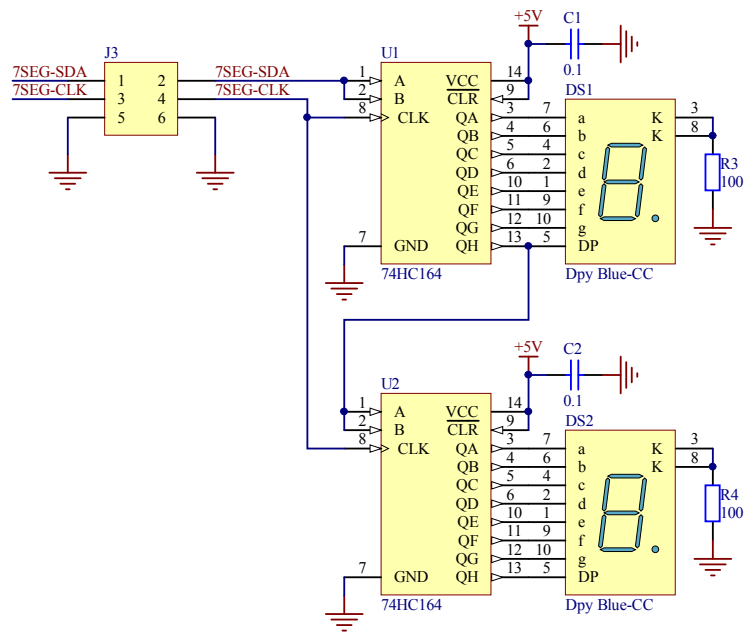 +5V C1
J3 U1
7SEG-SDA 1 2 7SEG-SDA 1 A VCC 14 0.1
7SEG-CLK 3 4 7SEG-CLK 2 B CLR 9 DS1
5 6 8 CLK QA 3 7 a K 3
QB 4 6 b K 8
QC 5 4 c
QD 6 2 d R3
QE 10 1 e 100
QF 11 9 f
QG 12 10 g
7 GND QH 13 5 DP
74HC164 Dpy Blue-CC
+5V C2
U2
1 A VCC 14 0.1
2 B CLR 9 DS2
8 CLK QA 3 7 a K 3
QB 4 6 b K 8
QC 5 4 c
QD 6 2 d R4
QE 10 1 e 100
QF 11 9 f
QG 12 10 g
7 GND QH 13 5 DP
74HC164 Dpy Blue-CC